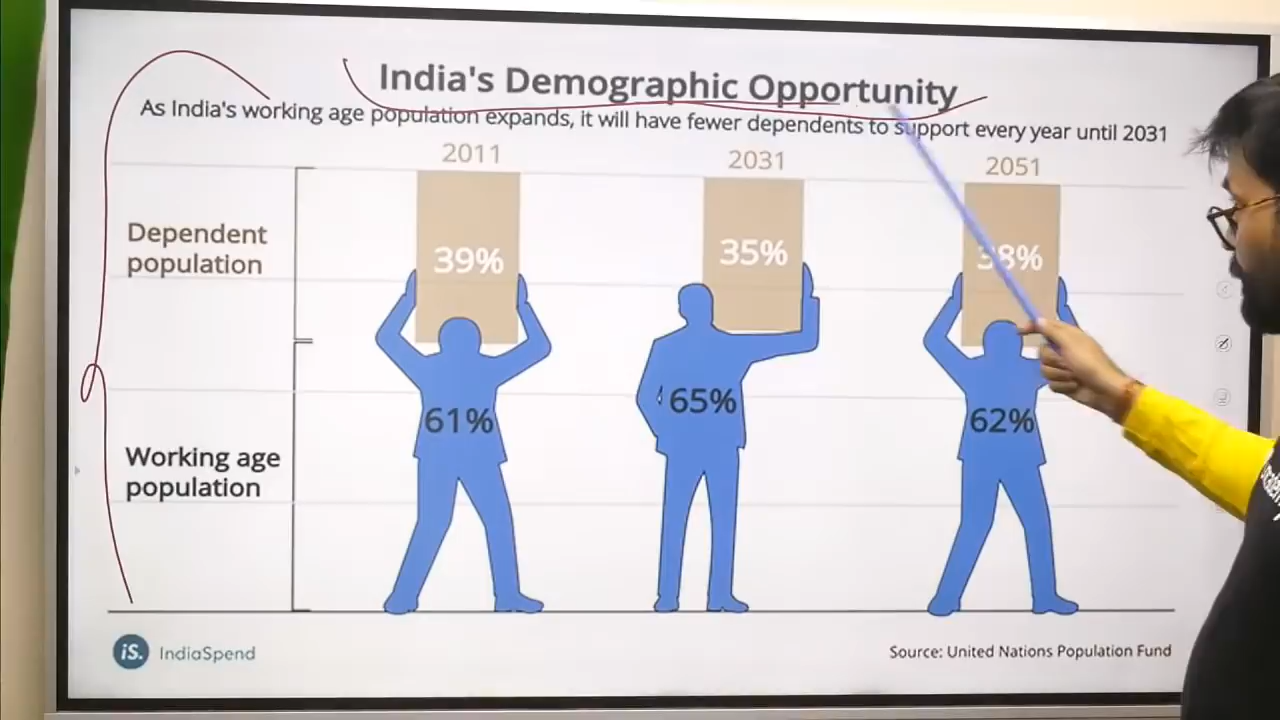 India's Demographic Opportunity
As India's working age population expands, it will have fewer dependents to support every year until 2031
2011
2031
2051
Dependent
population
39%
35%
38%
61%
65%
62%
Working age
population
iS. IndiaSpend
Source: United Nations Population Fund